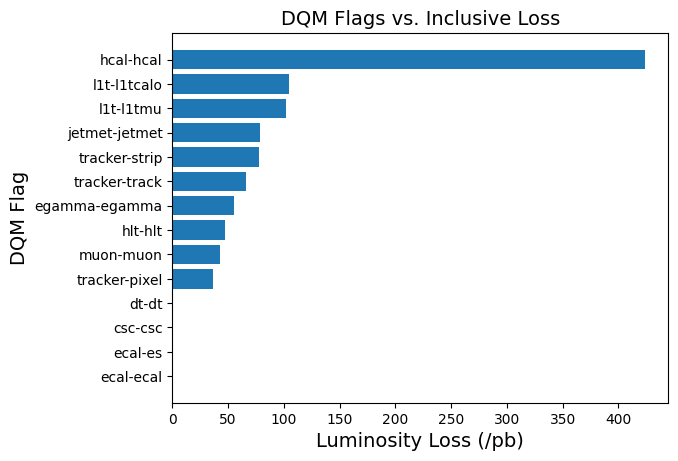 DQM Flags vs. Inclusive Loss
DQM Flag
hcal-hcal
l1t-l1tcalo
l1t-l1tmu
jetmet-jetmet
tracker-strip
tracker-track
egamma-egamma
hlt-hlt
muon-muon
tracker-pixel
dt-dt
csc-csc
ecal-es
ecal-ecal
0 50 100 150 200 250 300 350 400
Luminosity Loss (/pb)